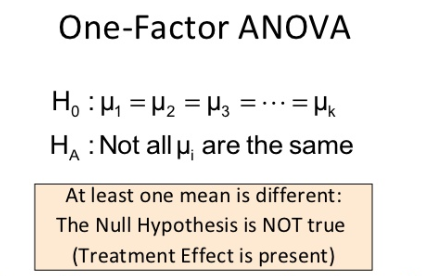 One-Factor ANOVA
H₀ : μ₁ = μ₂ = μ₃ = ⋯ = μₖ
H_A : Not all μᵢ are the same
At least one mean is different:
The Null Hypothesis is NOT true
(Treatment Effect is present)